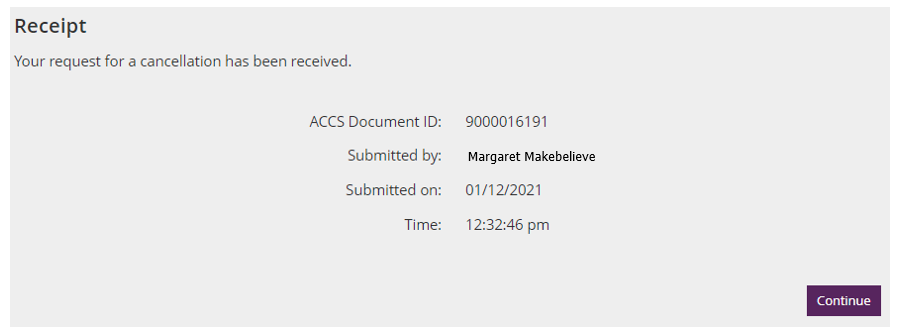 Receipt
Your request for a cancellation has been received.
ACCS Document ID: 9000016191
Submitted by: Margaret Makebelieve
Submitted on: 01/12/2021
Time: 12:32:46 pm
Continue